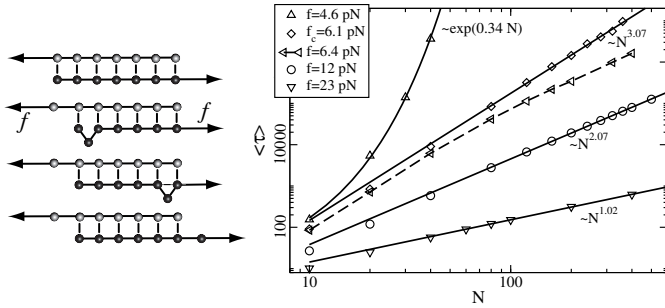 f
f
f=4.6 pN
f_c=6.1 pN
f=6.4 pN
f=12 pN
f=23 pN
~exp(0.34 N)
~N^3.07
~N^2.07
~N^1.02
<τ>
10000
100
10
100
N